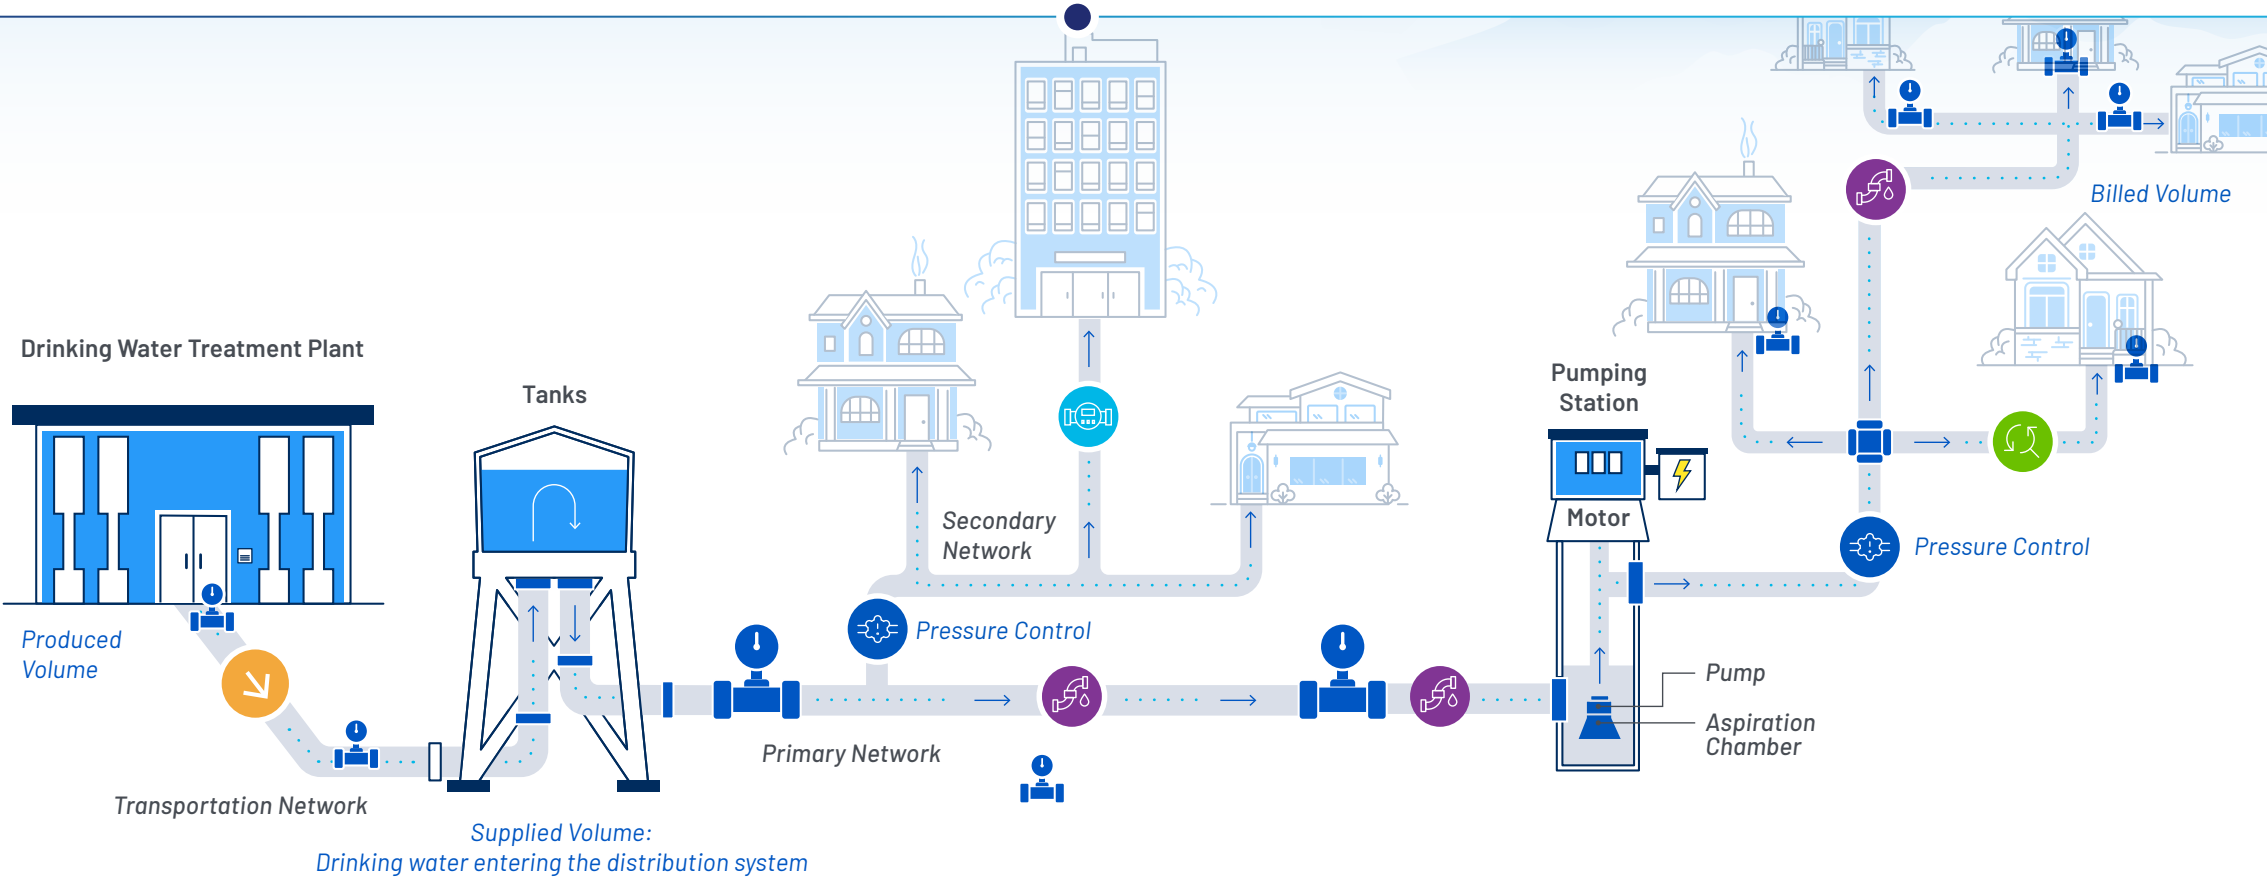 Billed Volume
Drinking Water Treatment Plant
Tanks
Pumping
Station
Motor
Secondary
Network
Pressure Control
Produced
Volume
Pressure Control
Pump
Aspiration
Chamber
Primary Network
Transportation Network
Supplied Volume:
Drinking water entering the distribution system